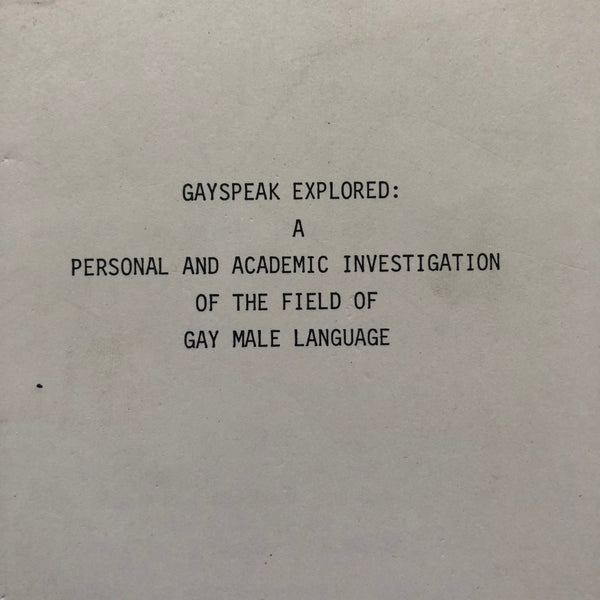 GAYSPEAK EXPLORED:
A
PERSONAL AND ACADEMIC INVESTIGATION
OF THE FIELD OF
GAY MALE LANGUAGE